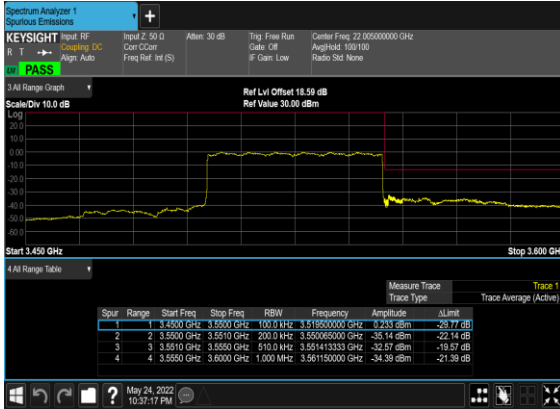 Spectrum Analyzer 1
Spurious Emissions
+
KEYSIGHT Input: RF Input Z: 50 Ω Atten: 30 dB Trig: Free Run Center Freq: 22.005000000 GHz
R T Coupling: DC Corr CCorr Gate: Off Avg|Hold: 100/100
Align: Auto Freq Ref: Int (S) IF Gain: Low Radio Std: None
PASS
3 All Range Graph
Ref Lvl Offset 18.59 dB
Scale/Div 10.0 dB Ref Value 30.00 dBm
Log
20.0
10.0
0.00
-10.0
-20.0
-30.0
-40.0
-50.0
-60.0
Start 3.450 GHz Stop 3.600 GH
4 All Range Table
Measure Trace Trace 1
Trace Type Trace Average (Active)
Spur Range Start Freq Stop Freq RBW Frequency Amplitude ΔLimit
1 1 3.4500 GHz 3.5500 GHz 100.0 kHz 3.519500000 GHz 0.233 dBm -29.77 dB
2 2 3.5500 GHz 3.5510 GHz 200.0 kHz 3.550065000 GHz -35.14 dBm -22.14 dB
3 3 3.5510 GHz 3.5550 GHz 510.0 kHz 3.551413333 GHz -32.57 dBm -19.57 dB
4 4 3.5550 GHz 3.6000 GHz 1.000 MHz 3.561150000 GHz -34.39 dBm -21.39 dB
? May 24, 2022
10:37:17 PM